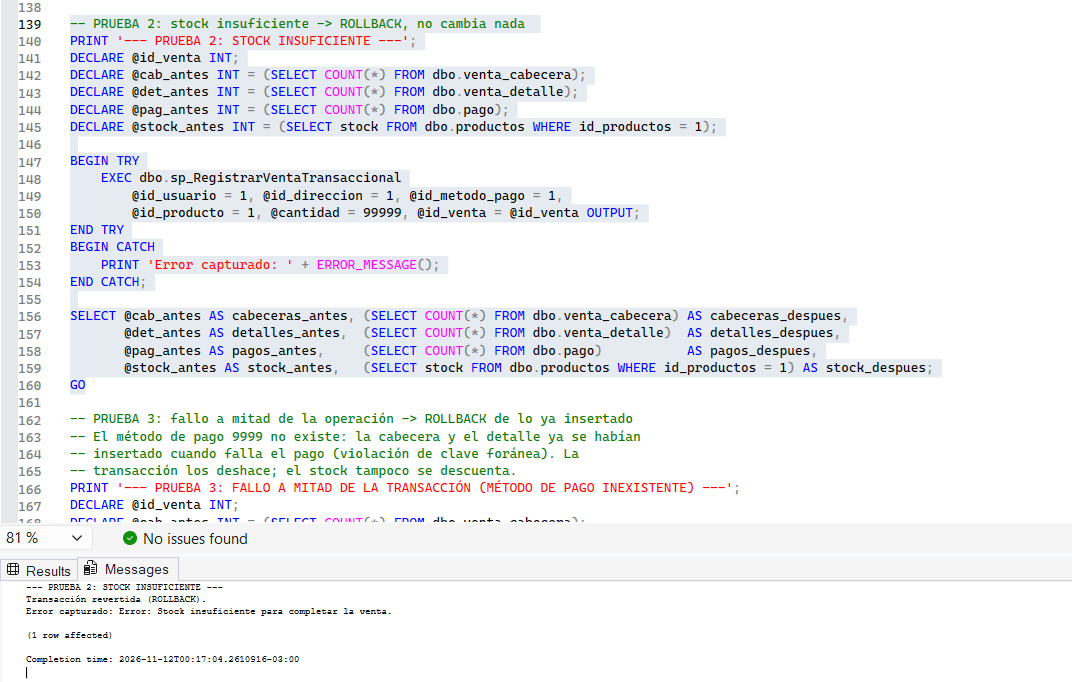 138
139 -- PRUEBA 2: stock insuficiente -> ROLLBACK, no cambia nada
140 PRINT '--- PRUEBA 2: STOCK INSUFICIENTE ---';
141 DECLARE @id_venta INT;
142 DECLARE @cab_antes INT = (SELECT COUNT(*) FROM dbo.venta_cabecera);
143 DECLARE @det_antes INT = (SELECT COUNT(*) FROM dbo.venta_detalle);
144 DECLARE @pag_antes INT = (SELECT COUNT(*) FROM dbo.pago);
145 DECLARE @stock_antes INT = (SELECT stock FROM dbo.productos WHERE id_productos = 1);
146
147 BEGIN TRY
148     EXEC dbo.sp_RegistrarVentaTransaccional
149         @id_usuario = 1, @id_direccion = 1, @id_metodo_pago = 1,
150         @id_producto = 1, @cantidad = 99999, @id_venta = @id_venta OUTPUT;
151 END TRY
152 BEGIN CATCH
153     PRINT 'Error capturado: ' + ERROR_MESSAGE();
154 END CATCH;
155
156 SELECT @cab_antes AS cabeceras_antes, (SELECT COUNT(*) FROM dbo.venta_cabecera) AS cabeceras_despues,
157        @det_antes AS detalles_antes,  (SELECT COUNT(*) FROM dbo.venta_detalle)  AS detalles_despues,
158        @pag_antes AS pagos_antes,     (SELECT COUNT(*) FROM dbo.pago)           AS pagos_despues,
159        @stock_antes AS stock_antes,   (SELECT stock FROM dbo.productos WHERE id_productos = 1) AS stock_despues;
160 GO
161
162 -- PRUEBA 3: fallo a mitad de la operación -> ROLLBACK de lo ya insertado
163 -- El método de pago 9999 no existe: la cabecera y el detalle ya se habían
164 -- insertado cuando falla el pago (violación de clave foránea). La
165 -- transacción los deshace; el stock tampoco se descuenta.
166 PRINT '--- PRUEBA 3: FALLO A MITAD DE LA TRANSACCIÓN (MÉTODO DE PAGO INEXISTENTE) ---';
167 DECLARE @id_venta INT;
168 DECLARE @cab_antes INT = (SELECT COUNT(*) FROM dbo.venta_cabecera);
81 % No issues found
Results Messages
--- PRUEBA 2: STOCK INSUFICIENTE ---
Transacción revertida (ROLLBACK).
Error capturado: Error: Stock insuficiente para completar la venta.
(1 row affected)
Completion time: 2026-11-12T00:17:04.2610916-03:00